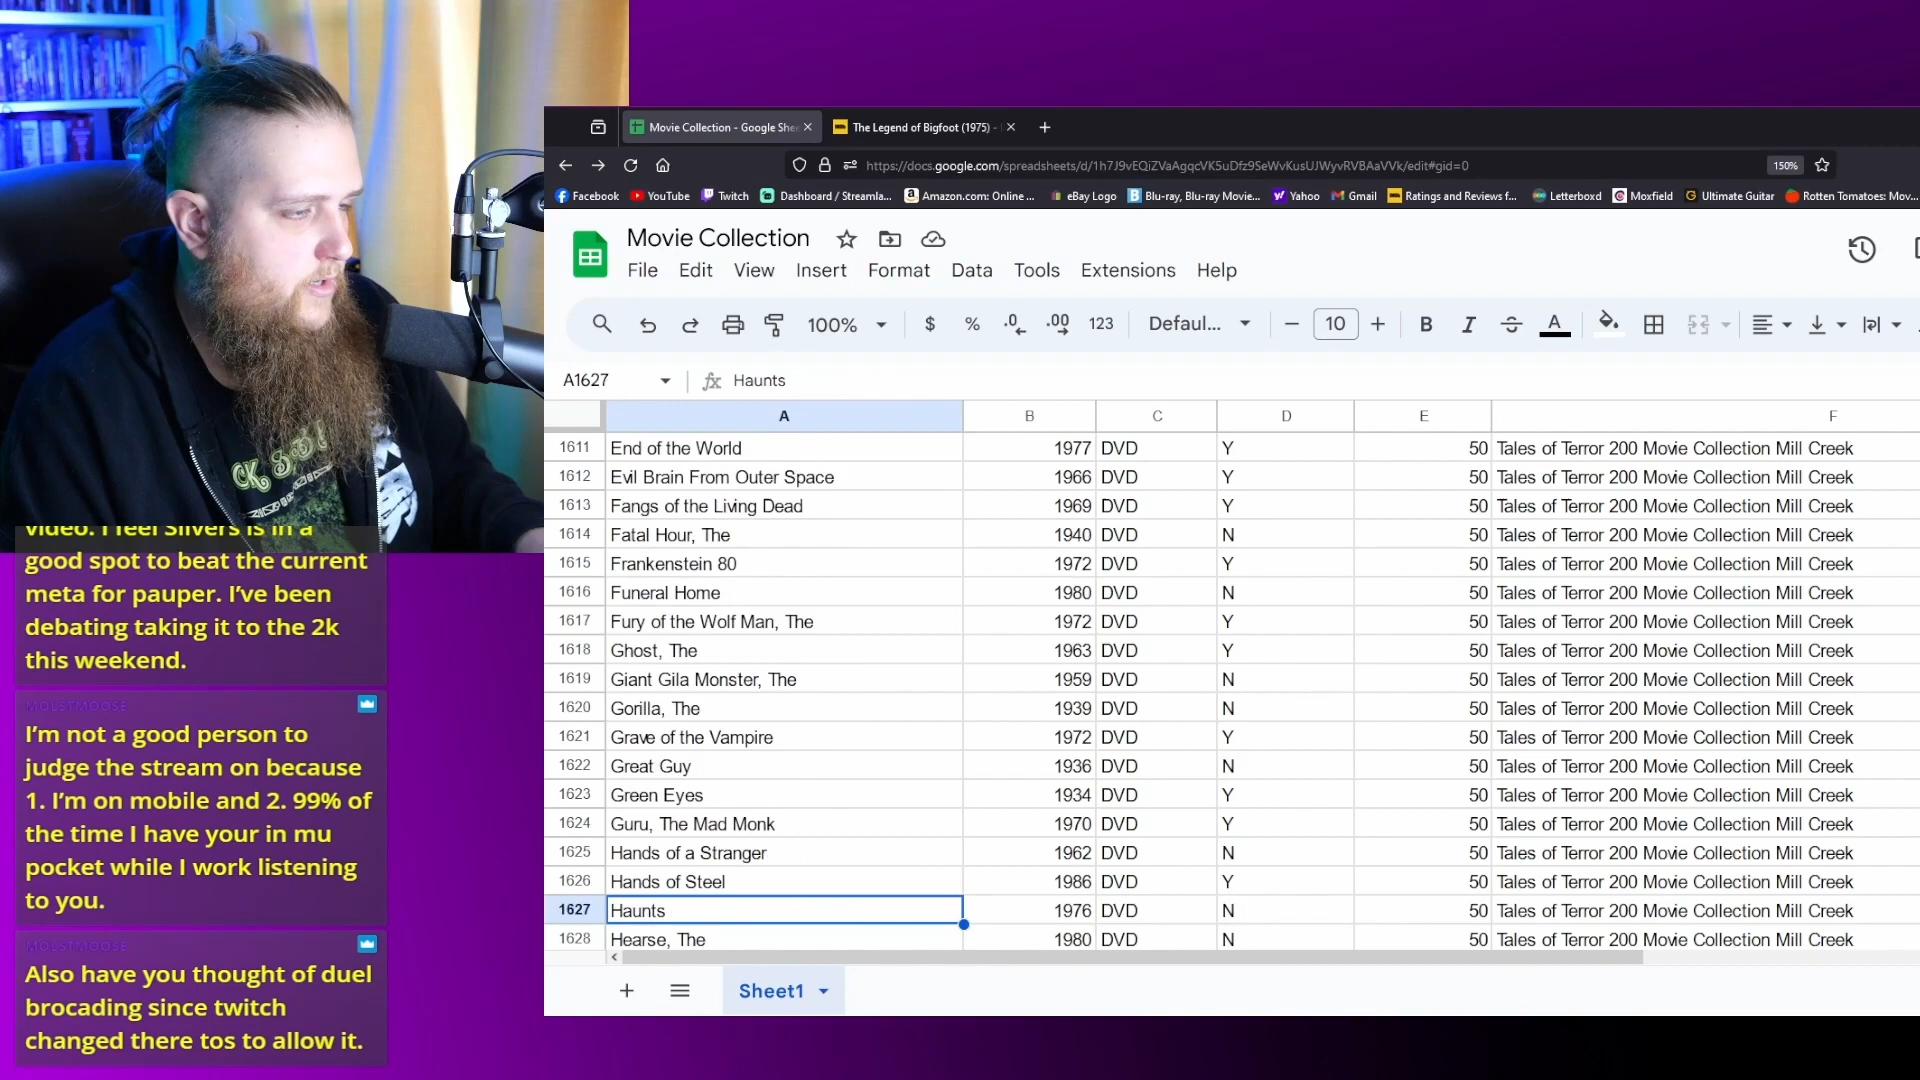 video. I feel Slivers is in a
good spot to beat the current
meta for pauper. I've been
debating taking it to the 2k
this weekend.
MOLSTMOOSE
I'm not a good person to
judge the stream on because
1. I'm on mobile and 2. 99% of
the time I have your in mu
pocket while I work listening
to you.
MOLSTMOOSE
Also have you thought of duel
brocading since twitch
changed there tos to allow it.
Movie Collection - Google She
The Legend of Bigfoot (1975) -
https://docs.google.com/spreadsheets/d/1h7J9vEQiZVaAgqcVK5uDfz9SeWvKusUJWyvRVBAaVVk/edit#gid=0
150%
Facebook YouTube Twitch Dashboard / Streamla... Amazon.com: Online ... eBay Logo Blu-ray, Blu-ray Movie... Yahoo Gmail Ratings and Reviews f... Letterboxd Moxfield Ultimate Guitar Rotten Tomatoes: Mov...
Movie Collection
File Edit View Insert Format Data Tools Extensions Help
100% $ % .0 .00 123 Defaul... 10 B I S A
A1627 fx Haunts
A B C D E F
1611 End of the World 1977 DVD Y 50 Tales of Terror 200 Movie Collection Mill Creek
1612 Evil Brain From Outer Space 1966 DVD Y 50 Tales of Terror 200 Movie Collection Mill Creek
1613 Fangs of the Living Dead 1969 DVD Y 50 Tales of Terror 200 Movie Collection Mill Creek
1614 Fatal Hour, The 1940 DVD N 50 Tales of Terror 200 Movie Collection Mill Creek
1615 Frankenstein 80 1972 DVD Y 50 Tales of Terror 200 Movie Collection Mill Creek
1616 Funeral Home 1980 DVD N 50 Tales of Terror 200 Movie Collection Mill Creek
1617 Fury of the Wolf Man, The 1972 DVD Y 50 Tales of Terror 200 Movie Collection Mill Creek
1618 Ghost, The 1963 DVD Y 50 Tales of Terror 200 Movie Collection Mill Creek
1619 Giant Gila Monster, The 1959 DVD N 50 Tales of Terror 200 Movie Collection Mill Creek
1620 Gorilla, The 1939 DVD N 50 Tales of Terror 200 Movie Collection Mill Creek
1621 Grave of the Vampire 1972 DVD Y 50 Tales of Terror 200 Movie Collection Mill Creek
1622 Great Guy 1936 DVD N 50 Tales of Terror 200 Movie Collection Mill Creek
1623 Green Eyes 1934 DVD Y 50 Tales of Terror 200 Movie Collection Mill Creek
1624 Guru, The Mad Monk 1970 DVD Y 50 Tales of Terror 200 Movie Collection Mill Creek
1625 Hands of a Stranger 1962 DVD N 50 Tales of Terror 200 Movie Collection Mill Creek
1626 Hands of Steel 1986 DVD Y 50 Tales of Terror 200 Movie Collection Mill Creek
1627 Haunts 1976 DVD N 50 Tales of Terror 200 Movie Collection Mill Creek
1628 Hearse, The 1980 DVD N 50 Tales of Terror 200 Movie Collection Mill Creek
Sheet1